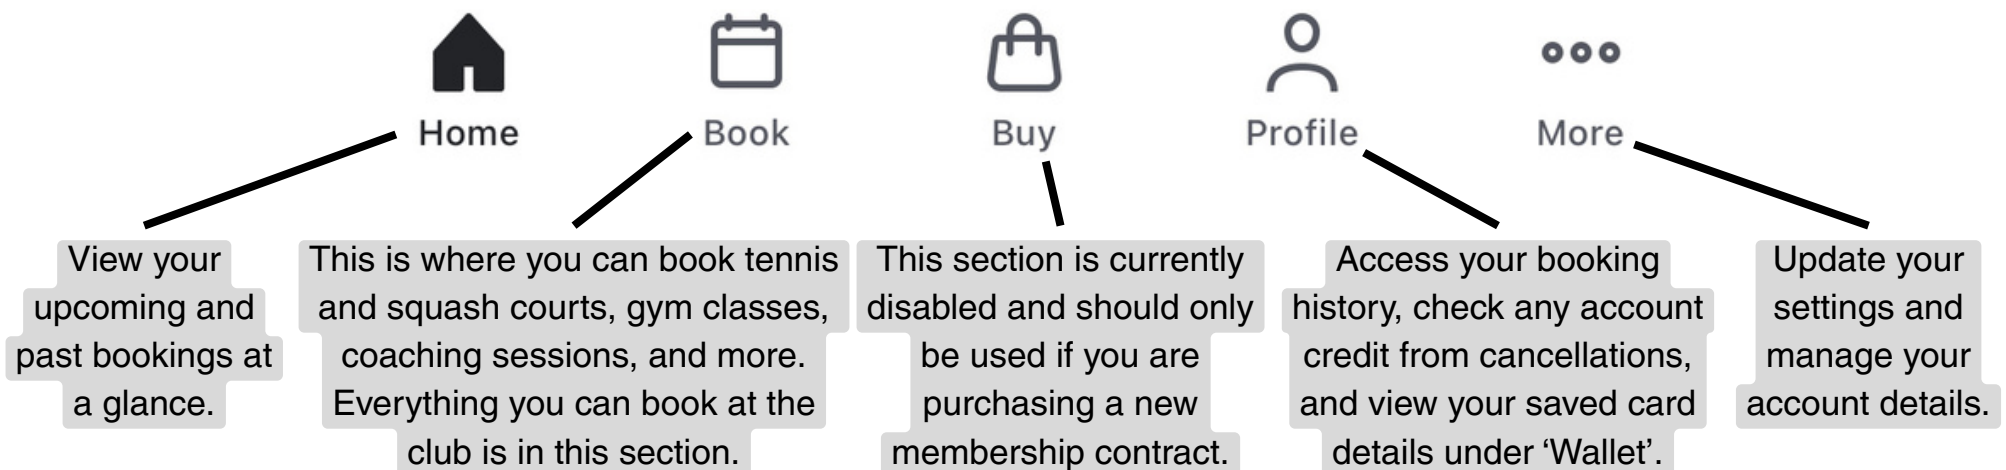 Home
Book
Buy
Profile
More
View your
upcoming and
past bookings at
a glance.
This is where you can book tennis
and squash courts, gym classes,
coaching sessions, and more.
Everything you can book at the
club is in this section.
This section is currently
disabled and should only
be used if you are
purchasing a new
membership contract.
Access your booking
history, check any account
credit from cancellations,
and view your saved card
details under ‘Wallet’.
Update your
settings and
manage your
account details.